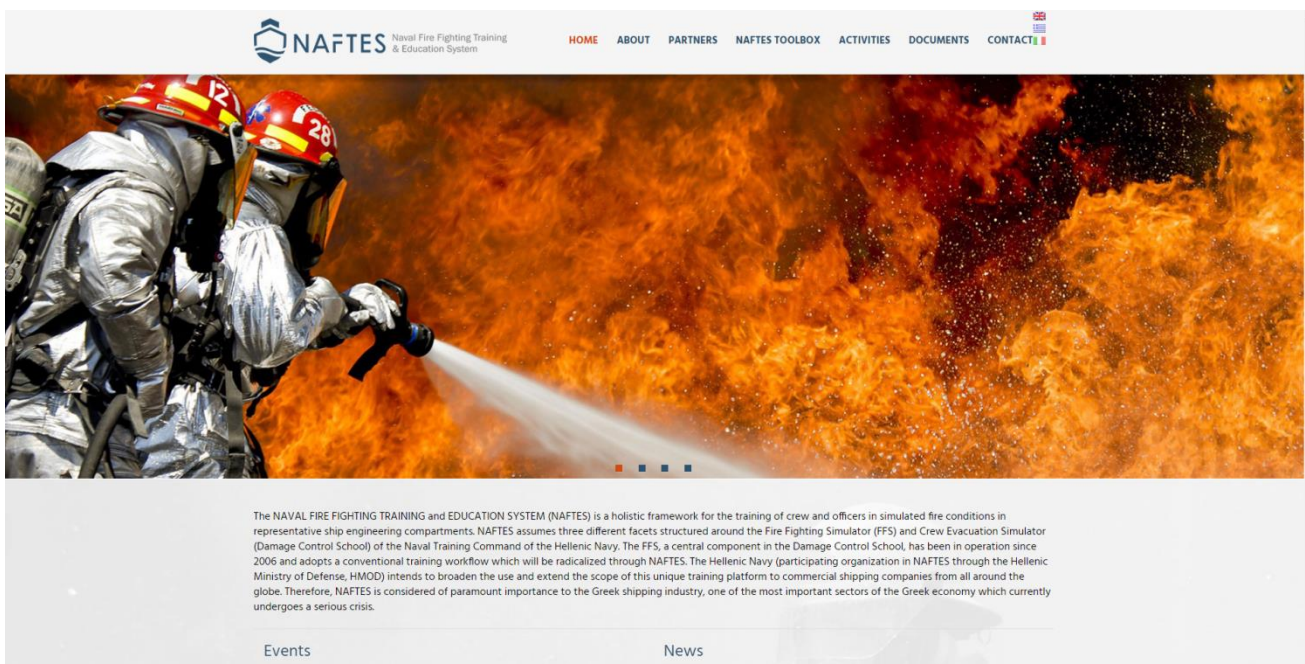 NAFTES
Naval Fire Fighting Training
& Education System
HOME ABOUT PARTNERS NAFTES TOOLBOX ACTIVITIES DOCUMENTS CONTACT
121
28
The NAVAL FIRE FIGHTING TRAINING and EDUCATION SYSTEM (NAFTES) is a holistic framework for the training of crew and officers in simulated fire conditions in
representative ship engineering compartments. NAFTES assumes three different facets structured around the Fire Fighting Simulator (FFS) and Crew Evacuation Simulator
(Damage Control School) of the Naval Training Command of the Hellenic Navy. The FFS, a central component in the Damage Control School, has been in operation since
2006 and adopts a conventional training workflow which will be radicalized through NAFTES. The Hellenic Navy (participating organization in NAFTES through the Hellenic
Ministry of Defense, HMOD) intends to broaden the use and extend the scope of this unique training platform to commercial shipping companies from all around the
globe. Therefore, NAFTES is considered of paramount importance to the Greek shipping industry, one of the most important sectors of the Greek economy which currently
undergoes a serious crisis.
Events News